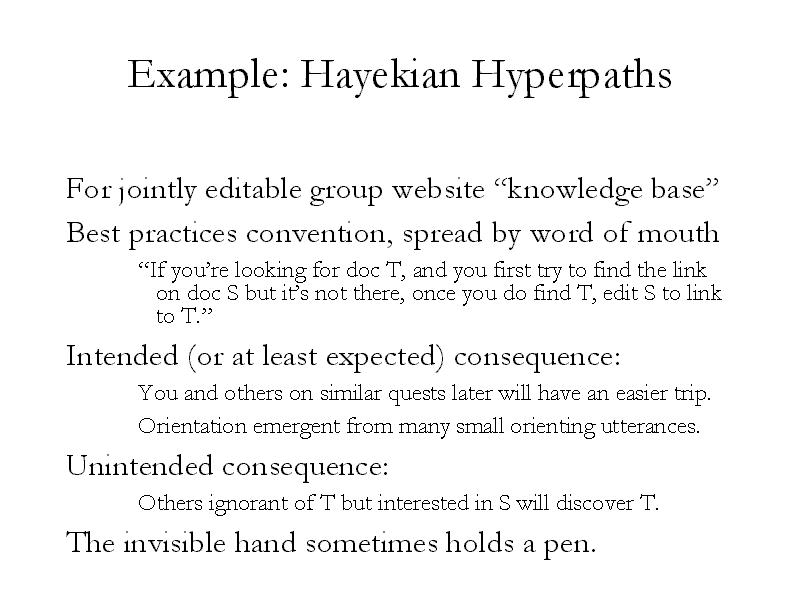 Example: Hayekian Hyperpaths
For jointly editable group website “knowledge base”
Best practices convention, spread by word of mouth
“If you’re looking for doc T, and you first try to find the link
on doc S but it’s not there, once you do find T, edit S to link
to T.”
Intended (or at least expected) consequence:
You and others on similar quests later will have an easier trip.
Orientation emergent from many small orienting utterances.
Unintended consequence:
Others ignorant of T but interested in S will discover T.
The invisible hand sometimes holds a pen.